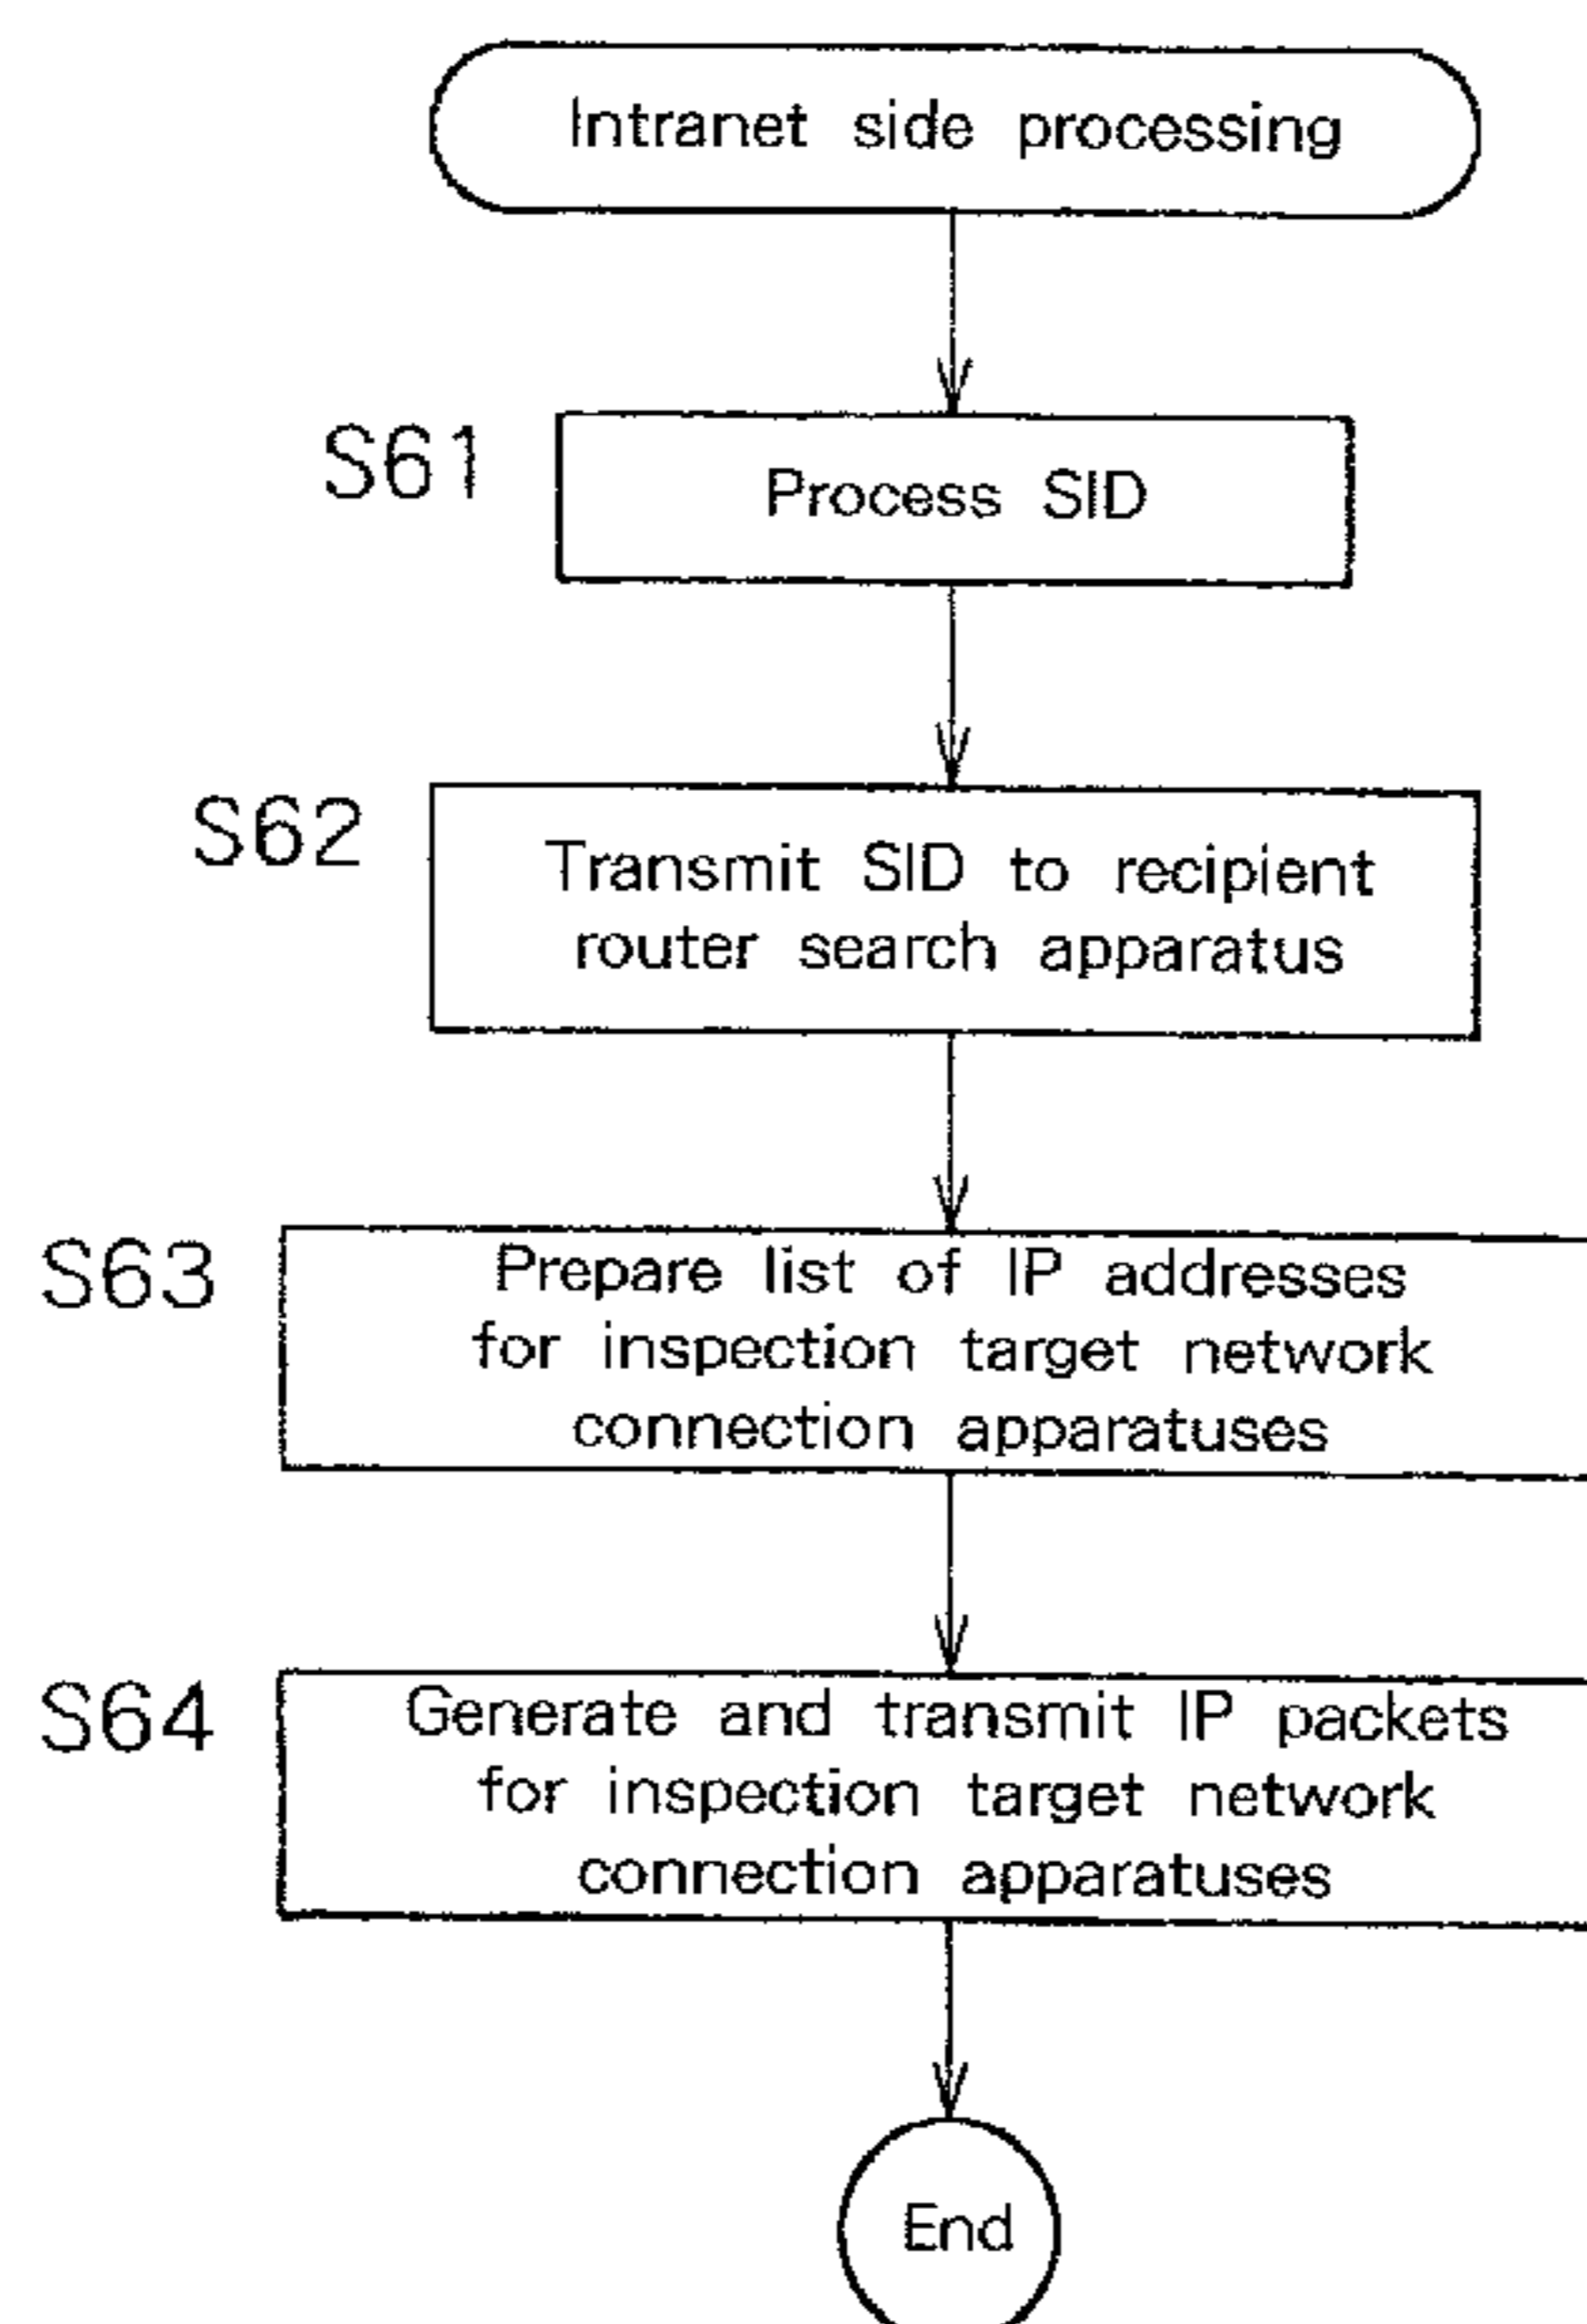 Intranet side processing
S61
Process SID
S62
Transmit SID to recipient
router search apparatus
S63
Prepare list of IP addresses
for inspection target network
connection apparatuses
S64
Generate and transmit IP packets
for inspection target network
connection apparatuses
End